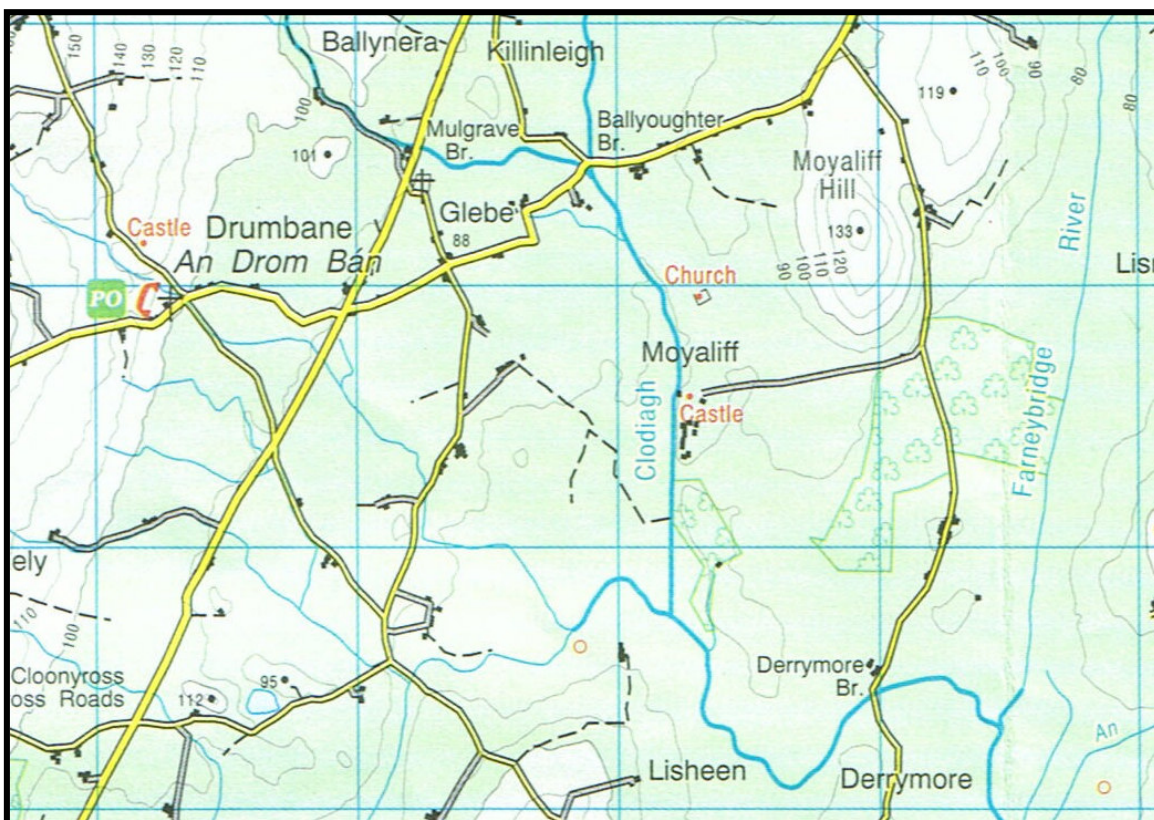 150
140
130
120
110
Ballynera
Killinleigh
110
100
90
80
80
119
100
Mulgrave
Br.
Ballyoughter
Br.
101
Moyaliff
Hill
Glebe
Castle
Drumbane
88
133
River
An Drom Bán
90
100
110
120
Lisr
PO
Church
Moyaliff
Castle
Clodiagh
Farneybridge
ely
110
100
Cloonyross
oss Roads
95
112
Derrymore
Br.
An
Lisheen
Derrymore